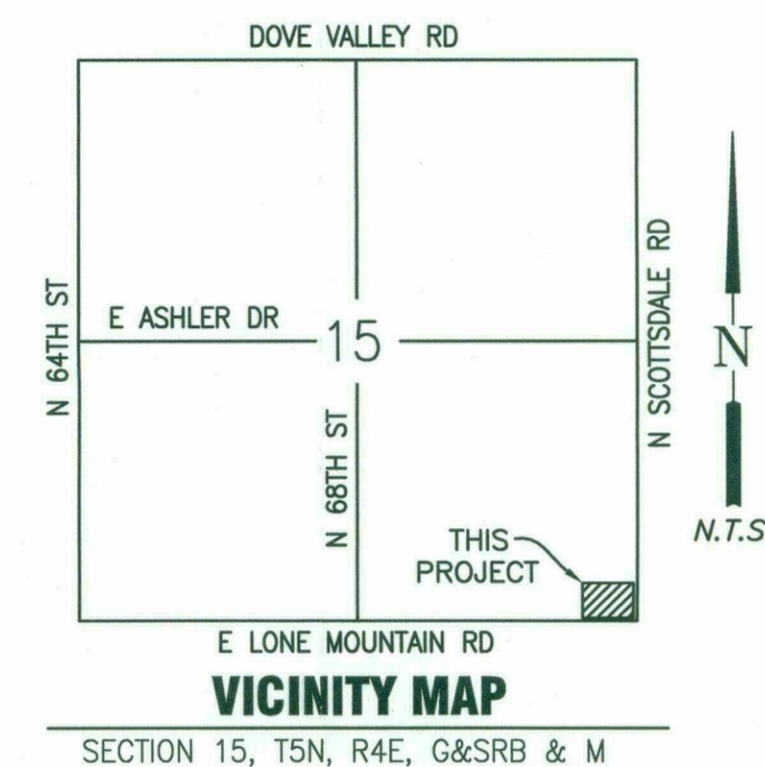 DOVE VALLEY RD
N 64TH ST
E ASHLER DR
15
N SCOTTSDALE RD
N
N 68TH ST
THIS
PROJECT
N.T.S
E LONE MOUNTAIN RD
VICINITY MAP
SECTION 15, T5N, R4E, G&SRB & M